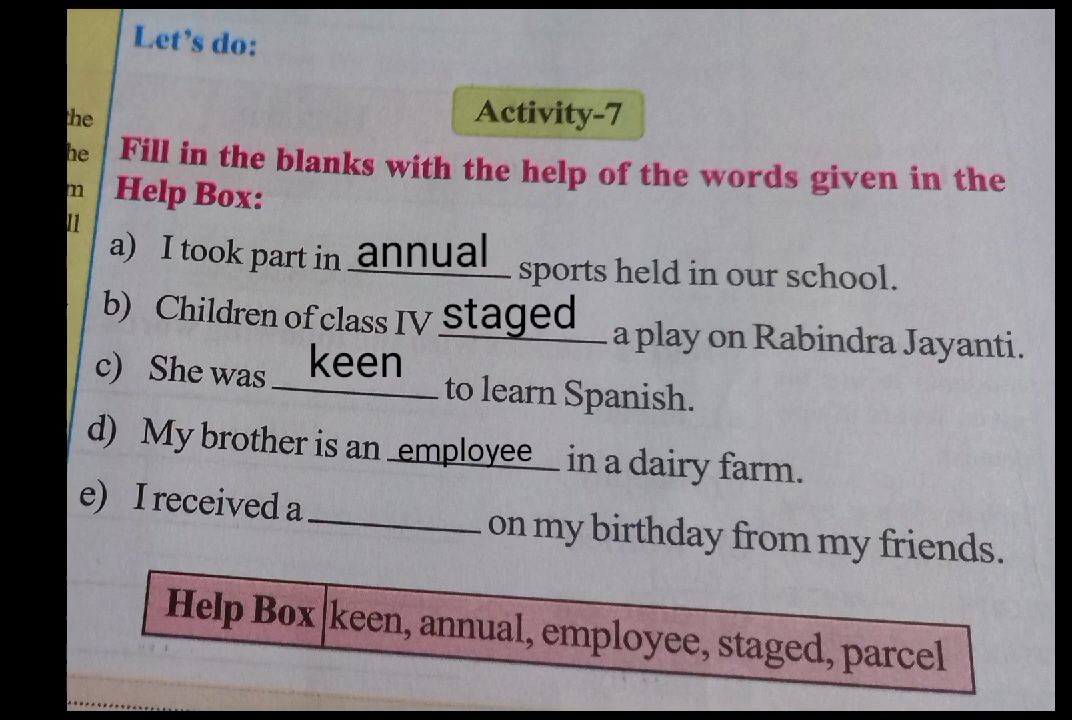 Let's do:
Activity-7
he
he
m
ll
Fill in the blanks with the help of the words given in the
Help Box:
a) I took part in annual sports held in our school.
b) Children of class IV staged a play on Rabindra Jayanti.
c) She was keen to learn Spanish.
d) My brother is an employee in a dairy farm.
e) I received a __________ on my birthday from my friends.
Help Box keen, annual, employee, staged, parcel